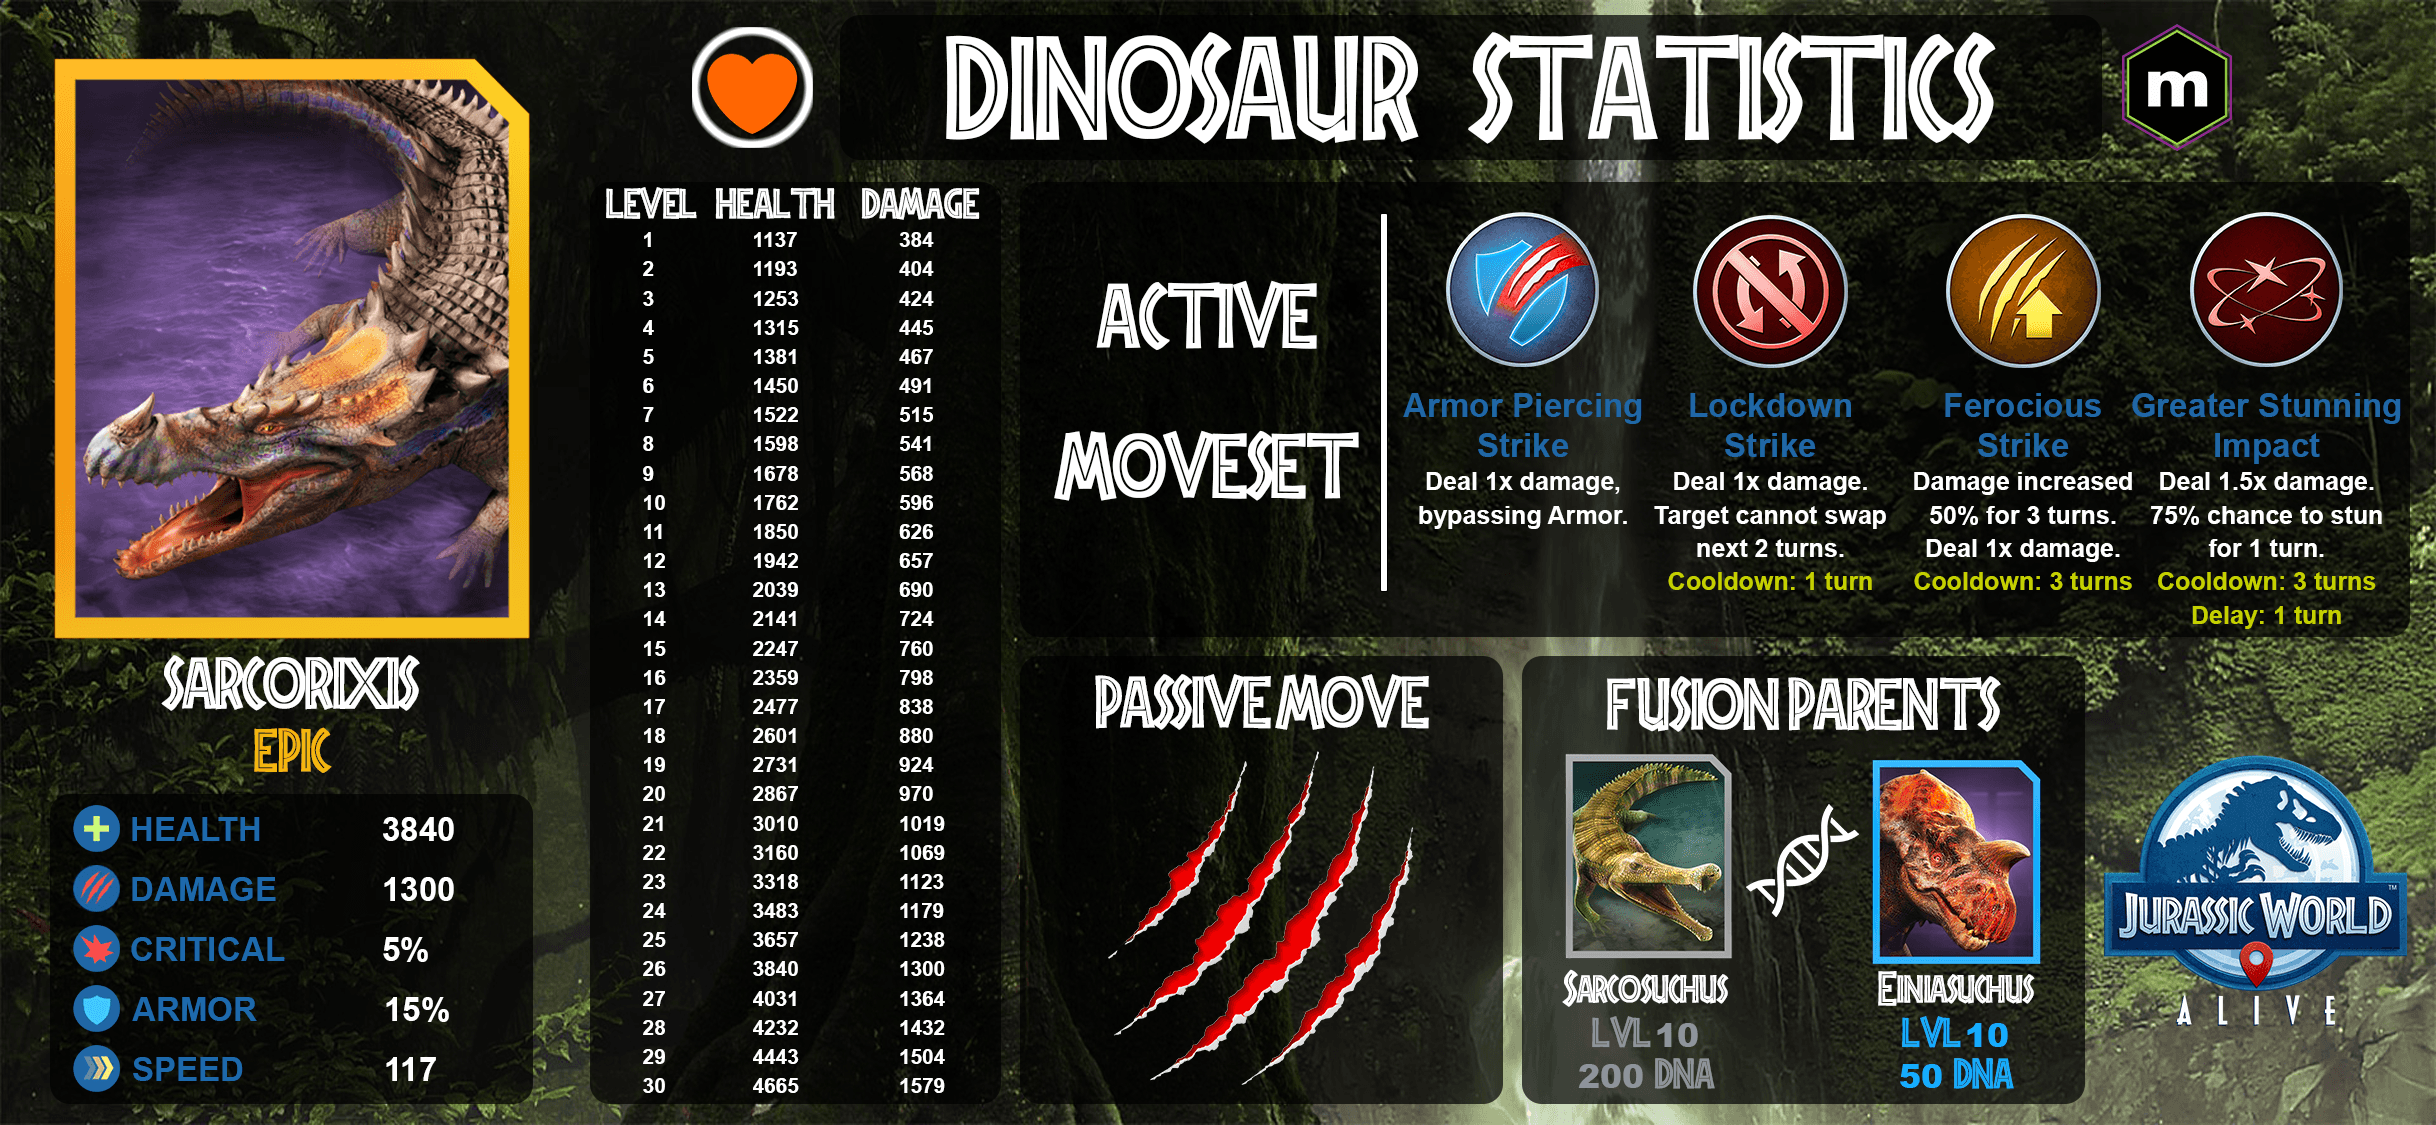 DINOSAUR STATISTICS
m
SARCORIXIS
EPIC
HEALTH 3840
DAMAGE 1300
CRITICAL 5%
ARMOR 15%
SPEED 117
LEVEL HEALTH DAMAGE
1 1137 384
2 1193 404
3 1253 424
4 1315 445
5 1381 467
6 1450 491
7 1522 515
8 1598 541
9 1678 568
10 1762 596
11 1850 626
12 1942 657
13 2039 690
14 2141 724
15 2247 760
16 2359 798
17 2477 838
18 2601 880
19 2731 924
20 2867 970
21 3010 1019
22 3160 1069
23 3318 1123
24 3483 1179
25 3657 1238
26 3840 1300
27 4031 1364
28 4232 1432
29 4443 1504
30 4665 1579
ACTIVE
MOVESET
Armor Piercing
Strike
Deal 1x damage,
bypassing Armor.
Lockdown
Strike
Deal 1x damage.
Target cannot swap
next 2 turns.
Cooldown: 1 turn
Ferocious
Strike
Damage increased
50% for 3 turns.
Deal 1x damage.
Cooldown: 3 turns
Greater Stunning
Impact
Deal 1.5x damage.
75% chance to stun
for 1 turn.
Cooldown: 3 turns
Delay: 1 turn
PASSIVE MOVE
FUSION PARENTS
SARCOSUCHUS
LVL 10
200 DNA
EINIASUCHUS
LVL 10
50 DNA
JURASSIC WORLD™
ALIVE